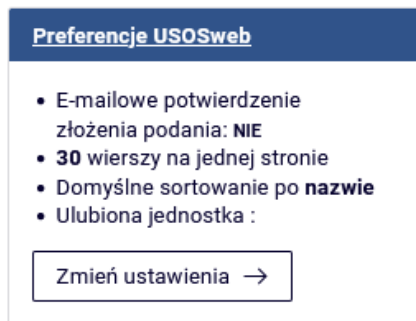 Preferencje USOSweb
• E-mailowe potwierdzenie
złożenia podania: NIE
• 30 wierszy na jednej stronie
• Domyślne sortowanie po nazwie
• Ulubiona jednostka :
Zmień ustawienia →